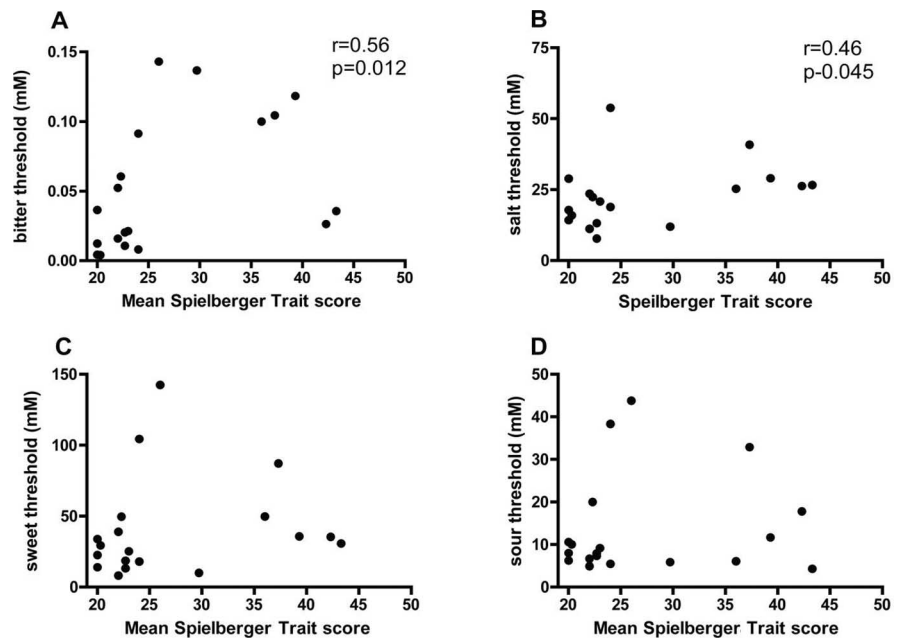 A
r=0.56
p=0.012
bitter threshold (mM)
0.15
0.10
0.05
0.00
20 25 30 35 40 45 50
Mean Spielberger Trait score
B
r=0.46
p-0.045
salt threshold (mM)
75
50
25
0
20 25 30 35 40 45 50
Speilberger Trait score
C
sweet threshold (mM)
150
100
50
0
20 25 30 35 40 45 50
Mean Spielberger Trait score
D
sour threshold (mM)
50
40
30
20
10
0
20 25 30 35 40 45 50
Mean Spielberger Trait score